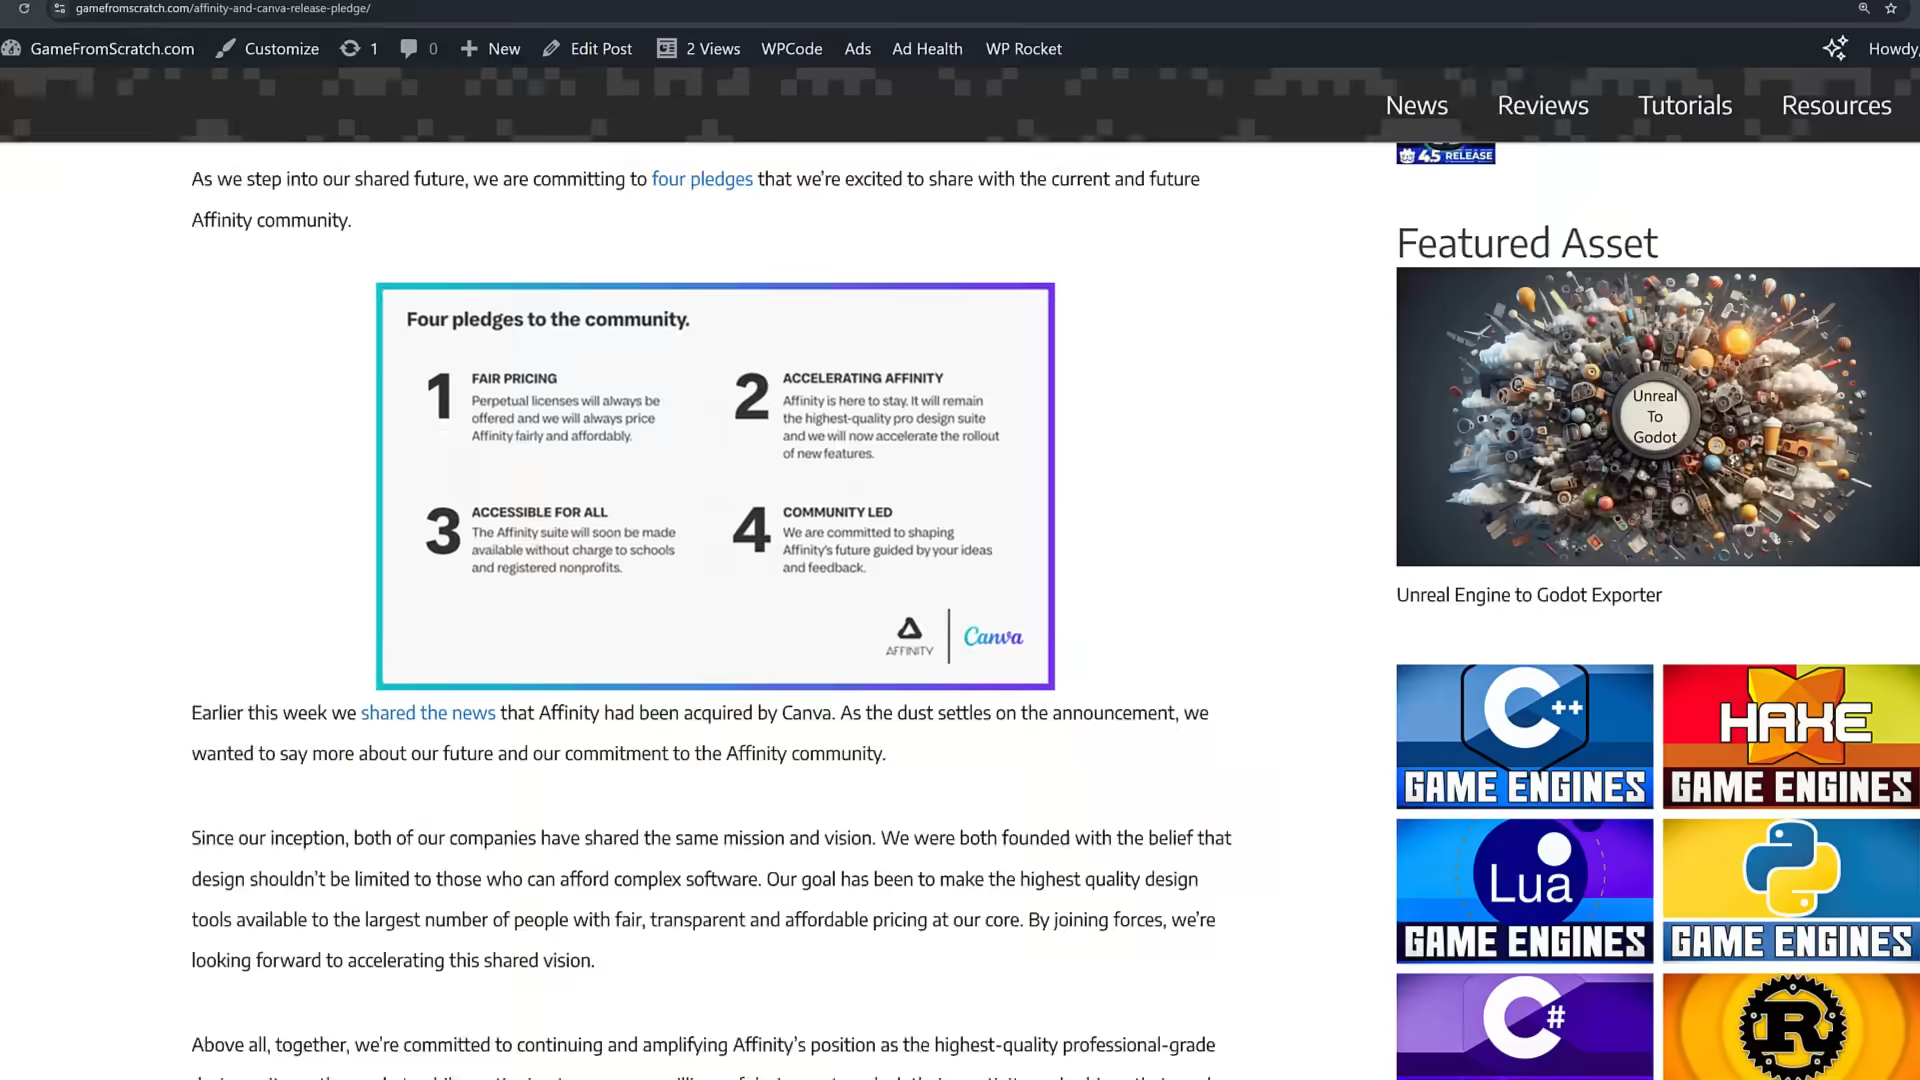 gamefromscratch.com/affinity-and-canva-release-pledge/
GameFromScratch.com Customize 1 0 New Edit Post 2 Views WPCode Ads Ad Health WP Rocket Howdy,
News Reviews Tutorials Resources
As we step into our shared future, we are committing to four pledges that we’re excited to share with the current and future
Affinity community.
Four pledges to the community.
1 FAIR PRICING
Perpetual licenses will always be
offered and we will always price
Affinity fairly and affordably.
2 ACCELERATING AFFINITY
Affinity is here to stay. It will remain
the highest-quality pro design suite
and we will now accelerate the rollout
of new features.
3 ACCESSIBLE FOR ALL
The Affinity suite will soon be made
available without charge to schools
and registered nonprofits.
4 COMMUNITY LED
We are committed to shaping
Affinity’s future guided by your ideas
and feedback.
AFFINITY
Canva
Earlier this week we shared the news that Affinity had been acquired by Canva. As the dust settles on the announcement, we
wanted to say more about our future and our commitment to the Affinity community.
Since our inception, both of our companies have shared the same mission and vision. We were both founded with the belief that
design shouldn’t be limited to those who can afford complex software. Our goal has been to make the highest quality design
tools available to the largest number of people with fair, transparent and affordable pricing at our core. By joining forces, we’re
looking forward to accelerating this shared vision.
Above all, together, we’re committed to continuing and amplifying Affinity’s position as the highest-quality professional-grade
4.5 RELEASE
Featured Asset
Unreal
To
Godot
Unreal Engine to Godot Exporter
C++
GAME ENGINES
HAXE
GAME ENGINES
Lua
GAME ENGINES
GAME ENGINES
C#
R